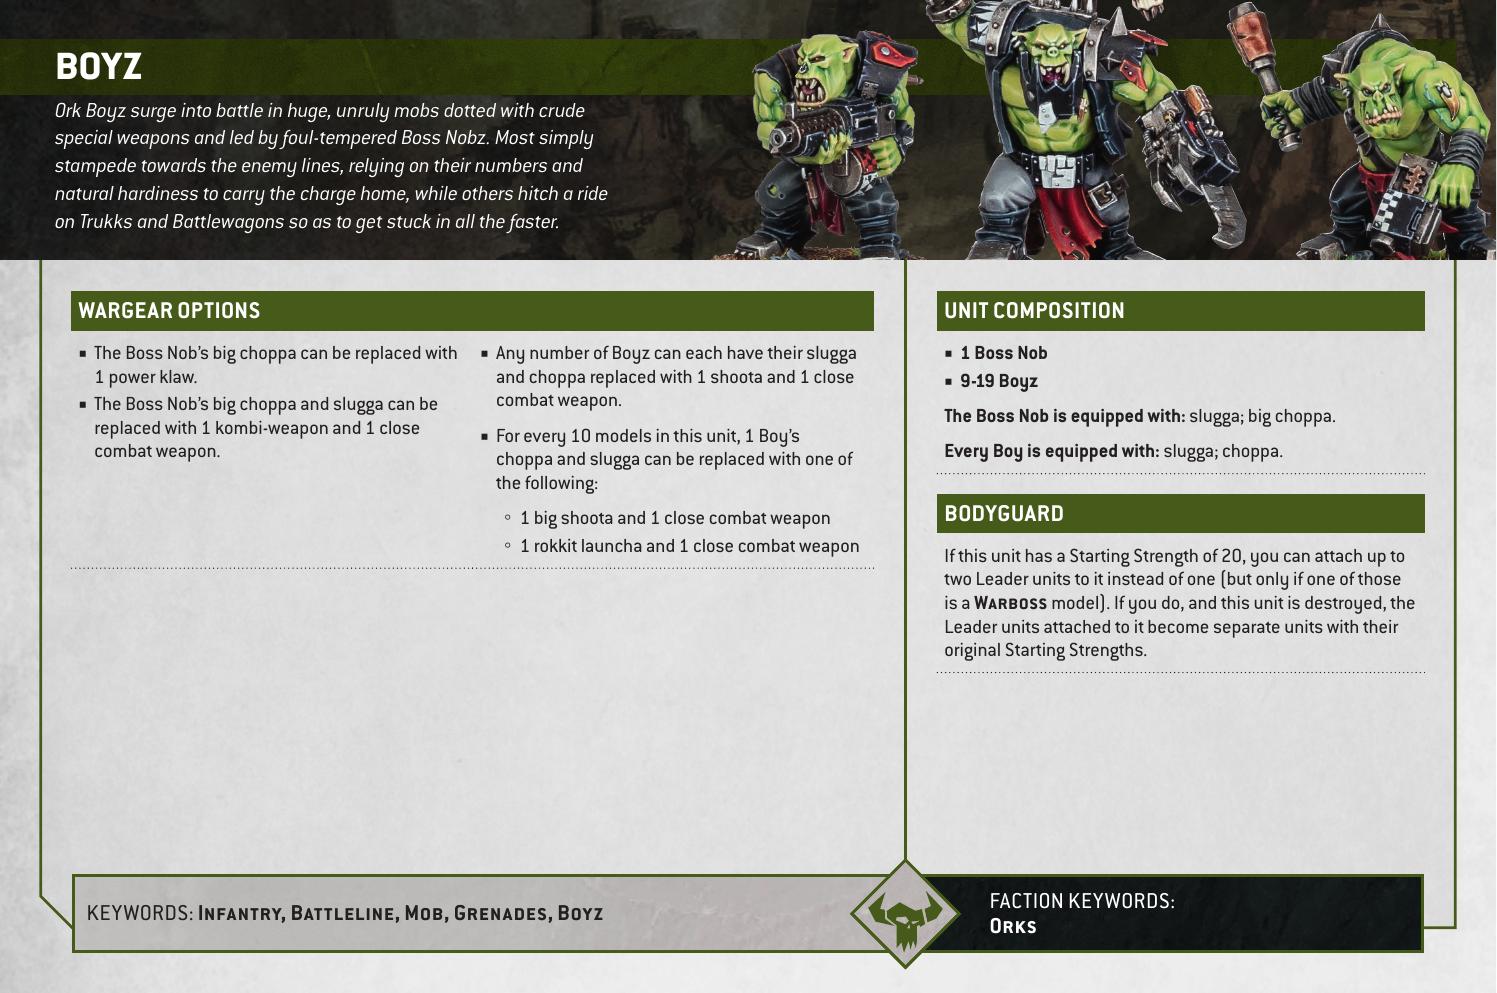 BOYZ
Ork Boyz surge into battle in huge, unruly mobs dotted with crude
special weapons and led by foul-tempered Boss Nobz. Most simply
stampede towards the enemy lines, relying on their numbers and
natural hardiness to carry the charge home, while others hitch a ride
on Trukks and Battlewagons so as to get stuck in all the faster.
WARGEAR OPTIONS
▪ The Boss Nob’s big choppa can be replaced with
1 power klaw.
▪ The Boss Nob’s big choppa and slugga can be
replaced with 1 kombi-weapon and 1 close
combat weapon.
▪ Any number of Boyz can each have their slugga
and choppa replaced with 1 shoota and 1 close
combat weapon.
▪ For every 10 models in this unit, 1 Boy’s
choppa and slugga can be replaced with one of
the following:
◦ 1 big shoota and 1 close combat weapon
◦ 1 rokkit launcha and 1 close combat weapon
UNIT COMPOSITION
▪ 1 Boss Nob
▪ 9-19 Boyz
The Boss Nob is equipped with: slugga; big choppa.
Every Boy is equipped with: slugga; choppa.
BODYGUARD
If this unit has a Starting Strength of 20, you can attach up to
two Leader units to it instead of one (but only if one of those
is a WARBOSS model). If you do, and this unit is destroyed, the
Leader units attached to it become separate units with their
original Starting Strengths.
KEYWORDS: INFANTRY, BATTLELINE, MOB, GRENADES, BOYZ
FACTION KEYWORDS:
ORKS